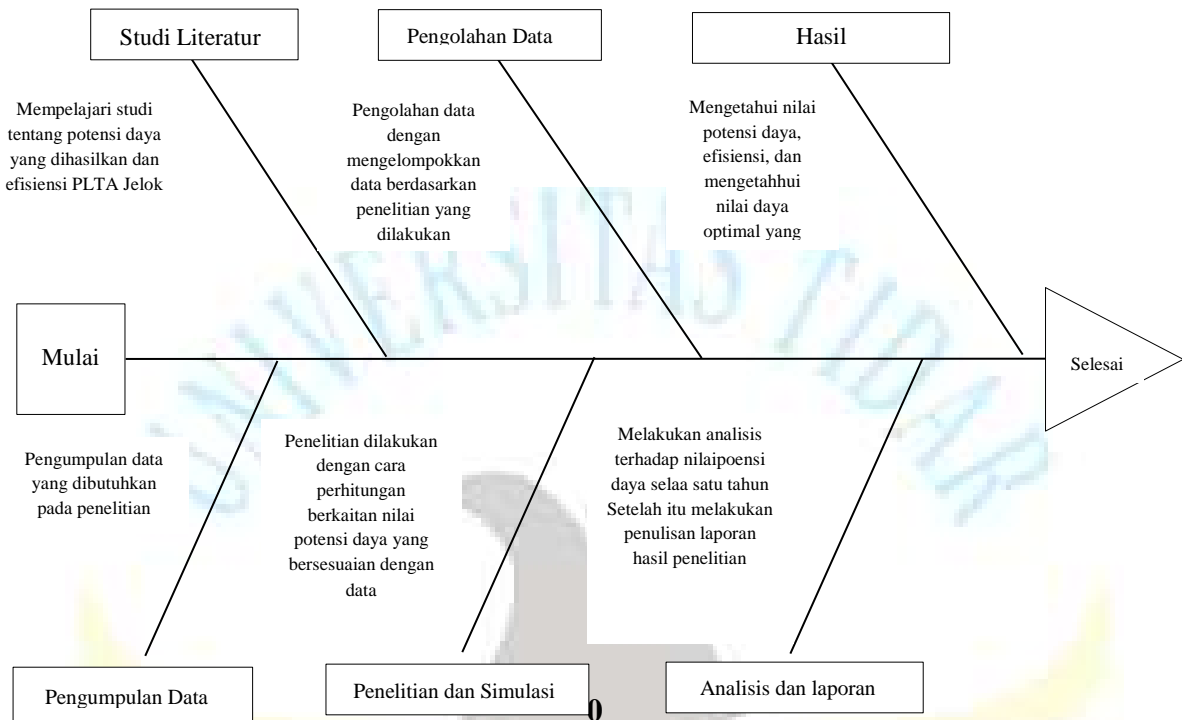 Studi Literatur
Pengolahan Data
Hasil
Mempelajari studi
tentang potensi daya
yang dihasilkan dan
efisiensi PLTA Jelok
Pengolahan data
dengan
mengelompokkan
data berdasarkan
penelitian yang
dilakukan
Mengetahui nilai
potensi daya,
efisiensi, dan
mengetahhui
nilai daya
optimal yang
UNIVERSITAS TIDAR
Mulai
Selesai
Pengumpulan data
yang dibutuhkan
pada penelitian
Penelitian dilakukan
dengan cara
perhitungan
berkaitan nilai
potensi daya yang
bersesuaian dengan
data
Melakukan analisis
terhadap nilaipoensi
daya selaa satu tahun
Setelah itu melakukan
penulisan laporan
hasil penelitian
Pengumpulan Data
Penelitian dan Simulasi
Analisis dan laporan